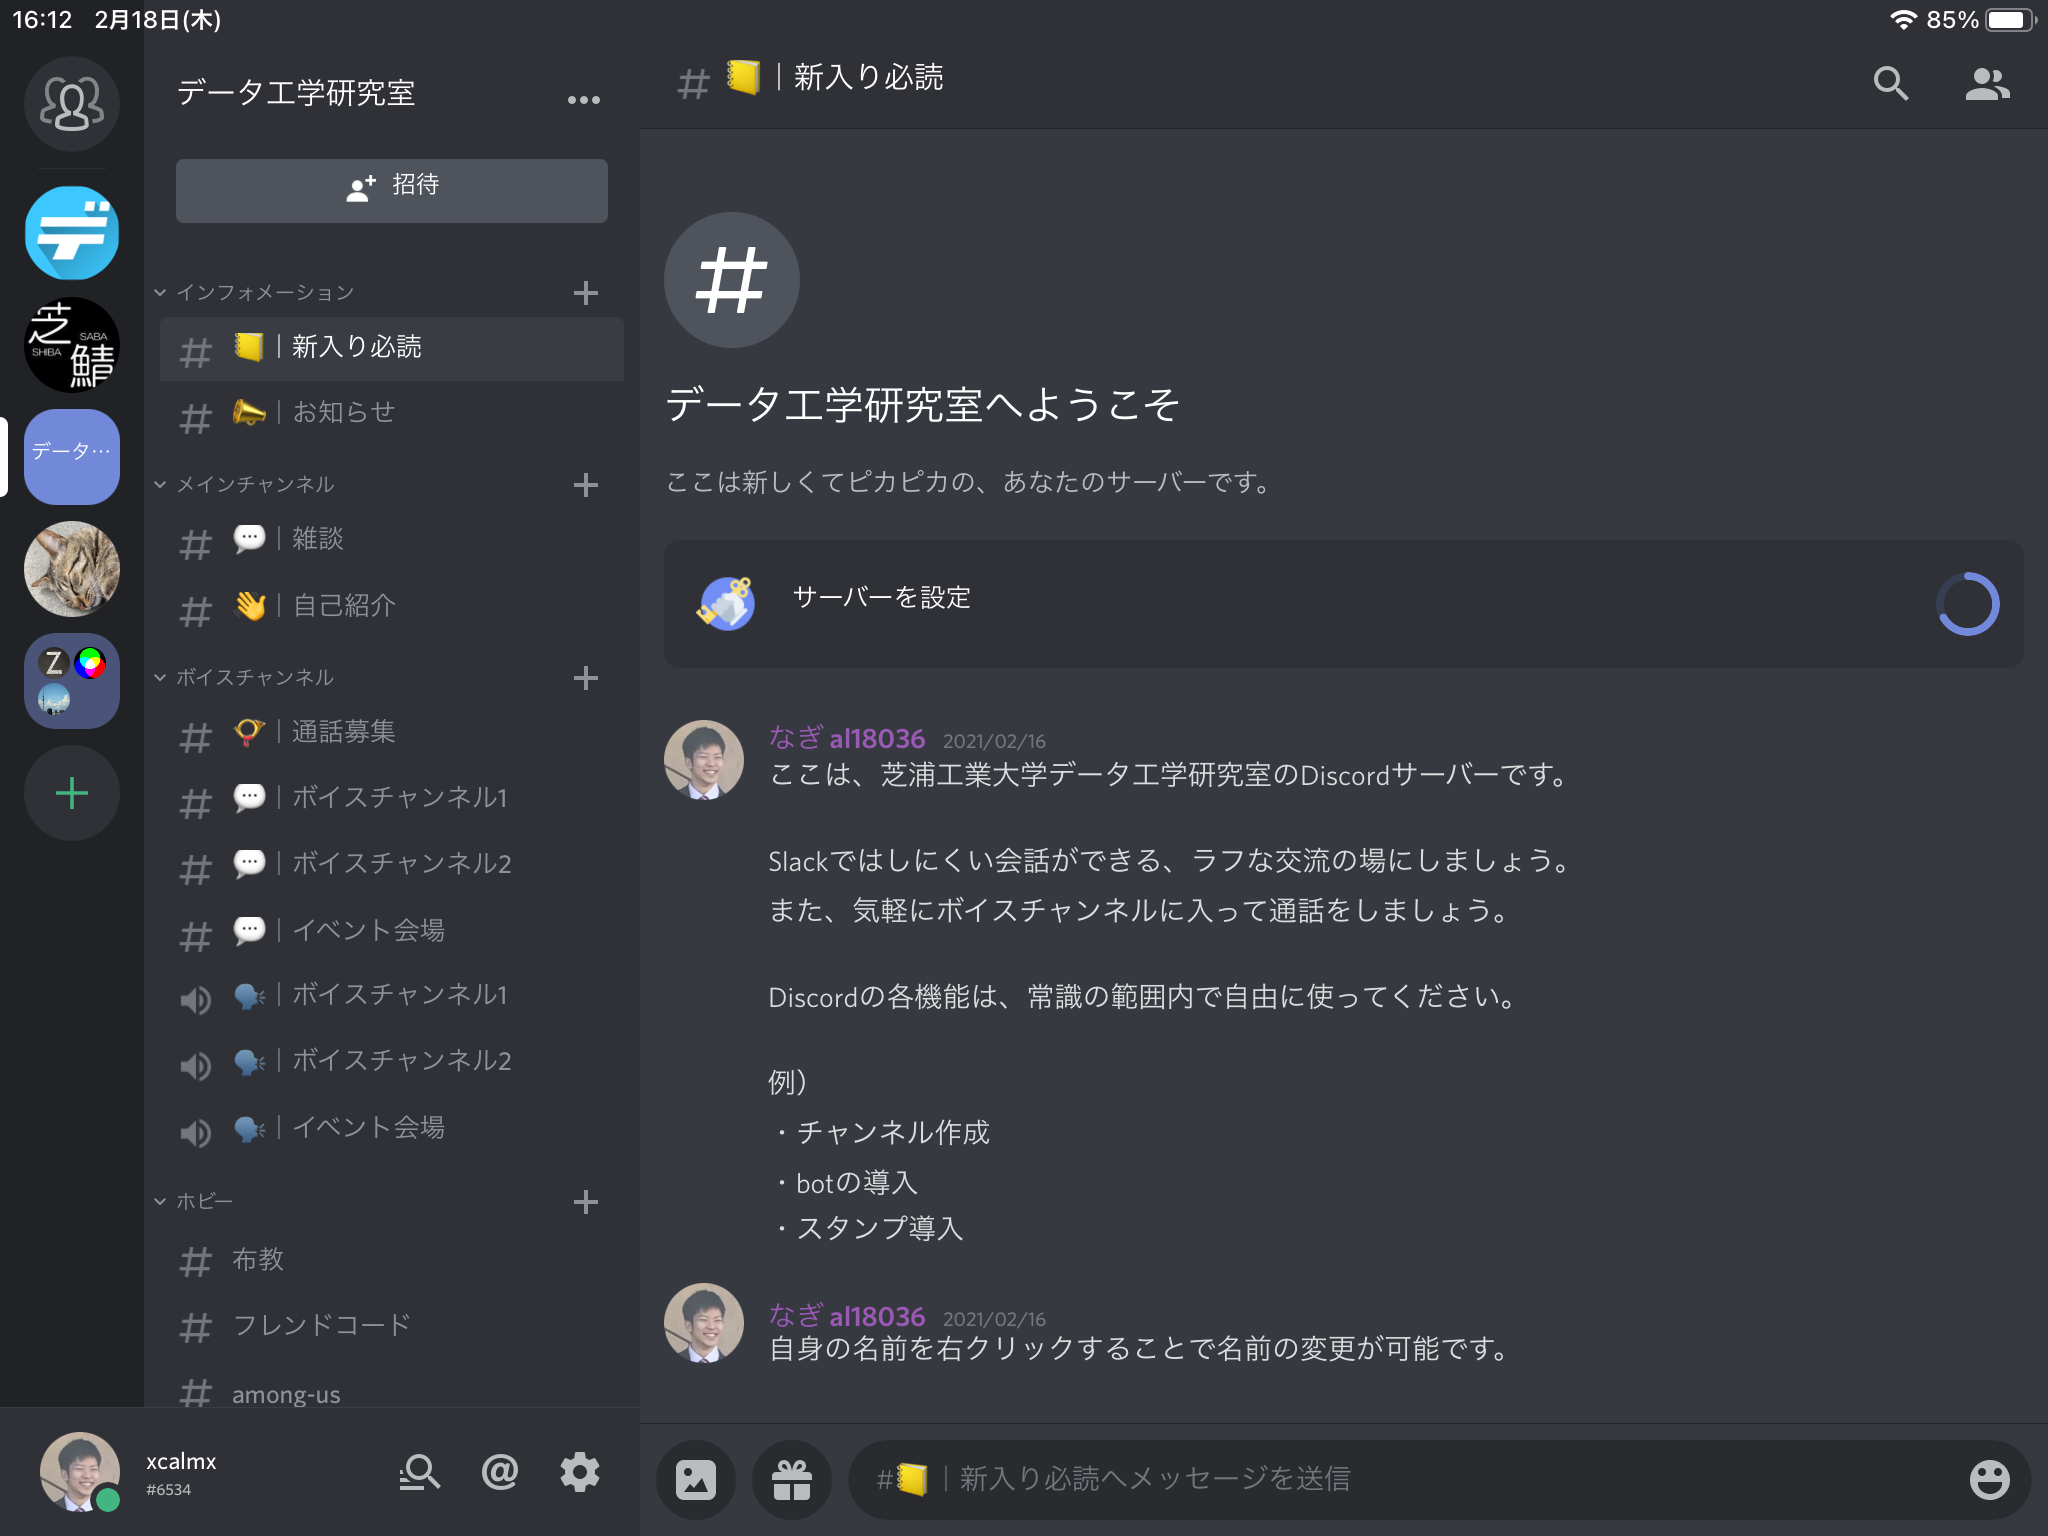 16:12 2月18日(木)
85%
データ工学研究室
招待
インフォメーション
# | 新入り必読
# | お知らせ
メインチャンネル
# | 雑談
# | 自己紹介
ボイスチャンネル
# | 通話募集
# | ボイスチャンネル1
# | ボイスチャンネル2
# | イベント会場
| ボイスチャンネル1
| ボイスチャンネル2
| イベント会場
ホビー
# 布教
# フレンドコード
# among-us
デ
芝 SABA
SHIBA 鯖
データ…
Z
xcalmx
#6534
# | 新入り必読
#
データ工学研究室へようこそ
ここは新しくてピカピカの、あなたのサーバーです。
サーバーを設定
なぎ al18036 2021/02/16
ここは、芝浦工業大学データ工学研究室のDiscordサーバーです。
Slackではしにくい会話ができる、ラフな交流の場にしましょう。
また、気軽にボイスチャンネルに入って通話をしましょう。
Discordの各機能は、常識の範囲内で自由に使ってください。
例）
・チャンネル作成
・botの導入
・スタンプ導入
なぎ al18036 2021/02/16
自身の名前を右クリックすることで名前の変更が可能です。
# | 新入り必読へメッセージを送信